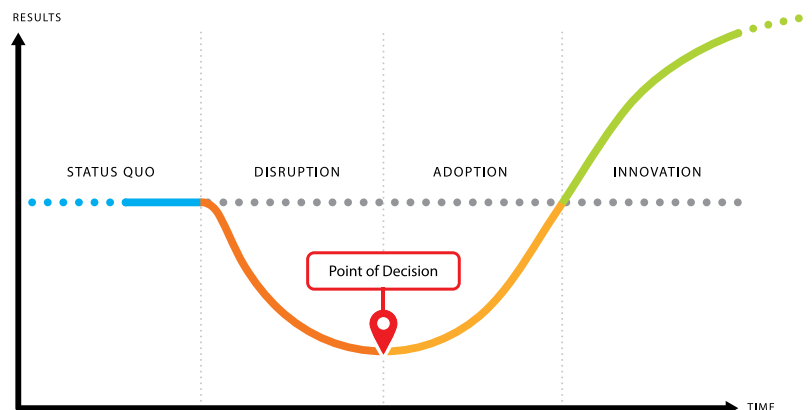 RESULTS
STATUS QUO
DISRUPTION
ADOPTION
INNOVATION
Point of Decision
TIME